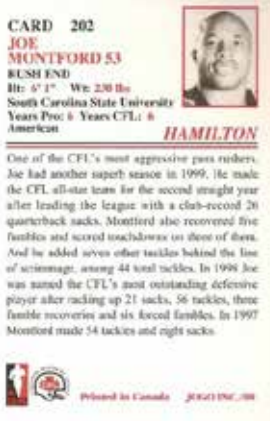 CARD 202
JOE
MONTFORD 53
RUSH END
Ht: 6' 1" Wt: 230 lbs
South Carolina State University
Years Pro: 6 Years CFL: 6
American
HAMILTON
One of the CFL's most aggressive pass rushers,
Joe had another superb season in 1999. He made
the CFL all-star team for the second straight year
after leading the league with a club-record 26
quarterback sacks. Montford also recovered five
fumbles and scored touchdowns on three of them.
And he added seven other tackles behind the line
of scrimmage, among 44 total tackles. In 1998 Joe
was named the CFL's most outstanding defensive
player after racking up 21 sacks, 56 tackles, three
fumble recoveries and six forced fumbles. In 1997
Montford made 54 tackles and eight sacks.
Printed in Canada JOGO INC./00